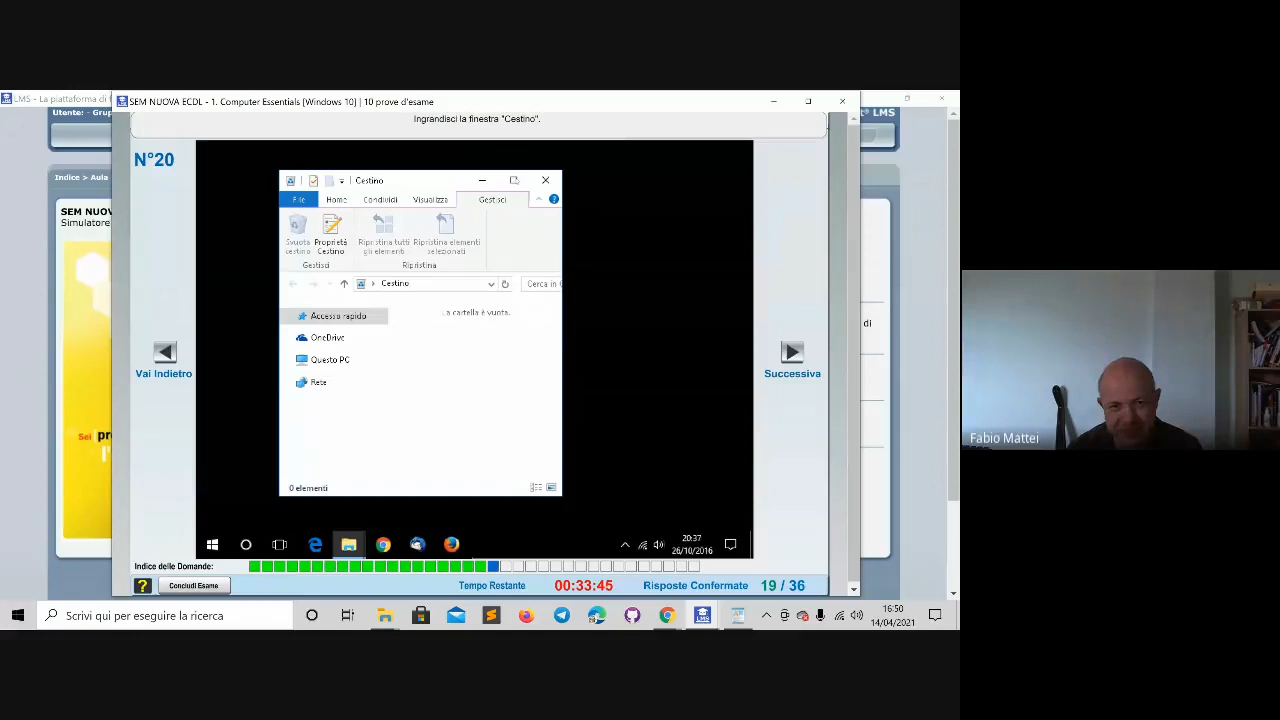 LMS - La piattaforma di f
SEM NUOVA ECDL - 1. Computer Essentials [Windows 10] | 10 prove d'esame
Utente: - Grup
LMS
Ingrandisci la finestra "Cestino".
N°20
Indice > Aula
SEM NUOV
Simulatore
Cestino
File Home Condividi Visualizza Gestisci
Svuota cestino
Proprietà Cestino
Ripristina tutti gli elementi
Ripristina elementi selezionati
Gestisci
Ripristina
Cestino
Cerca in C
Accesso rapido
La cartella è vuota.
OneDrive
Questo PC
Rete
0 elementi
di
Vai Indietro
Successiva
Sei pr
l'
20:37
26/10/2016
Indice delle Domande:
? Concludi Esame Tempo Restante 00:33:45 Risposte Confermate 19 / 36
Scrivi qui per eseguire la ricerca
16:50
14/04/2021
Fabio Mattei